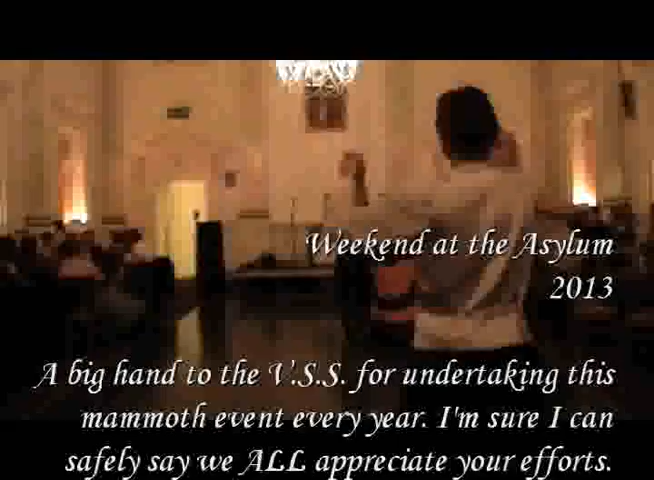 Weekend at the Asylum
2013
A big hand to the V.S.S. for undertaking this
mammoth event every year. I'm sure I can
safely say we ALL appreciate your efforts.